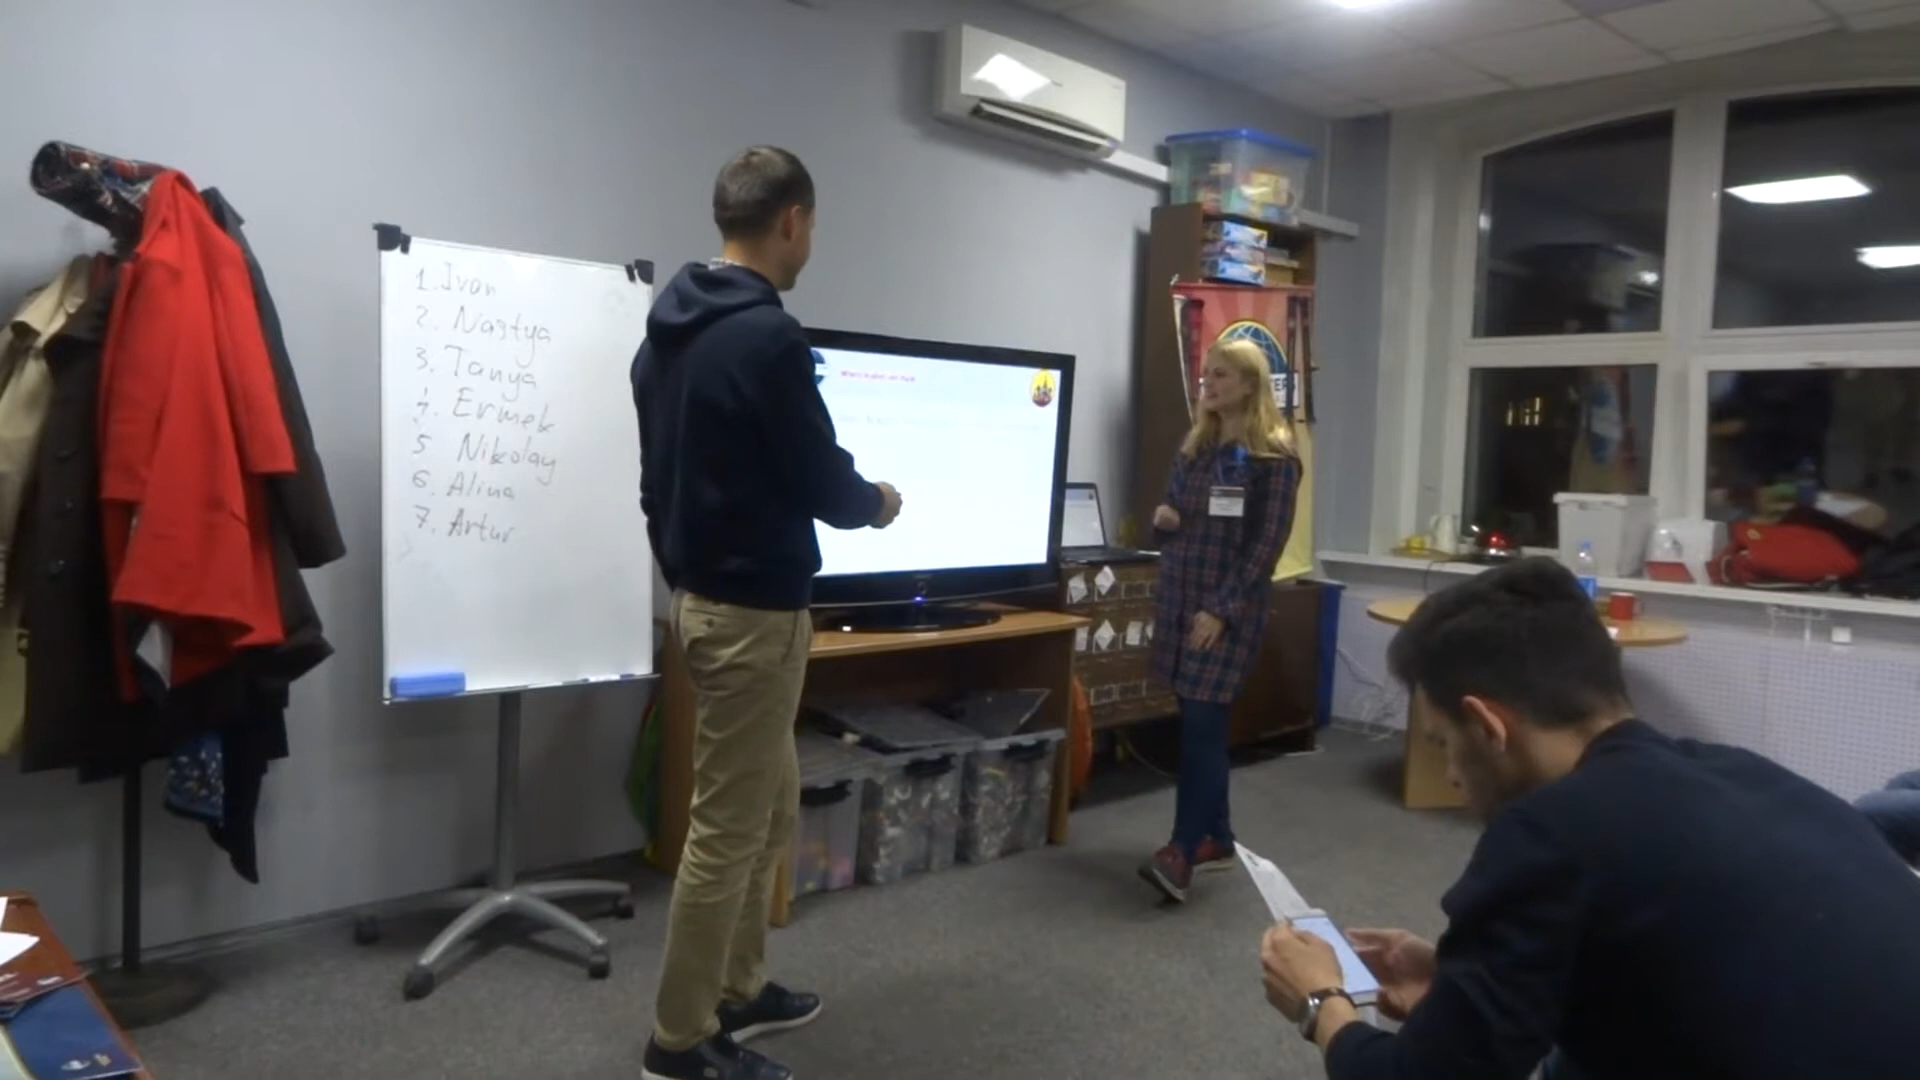 1. Ivan
2. Nastya
3. Tanya
4. Ermek
5 Nikolay
6. Alina
7. Artur